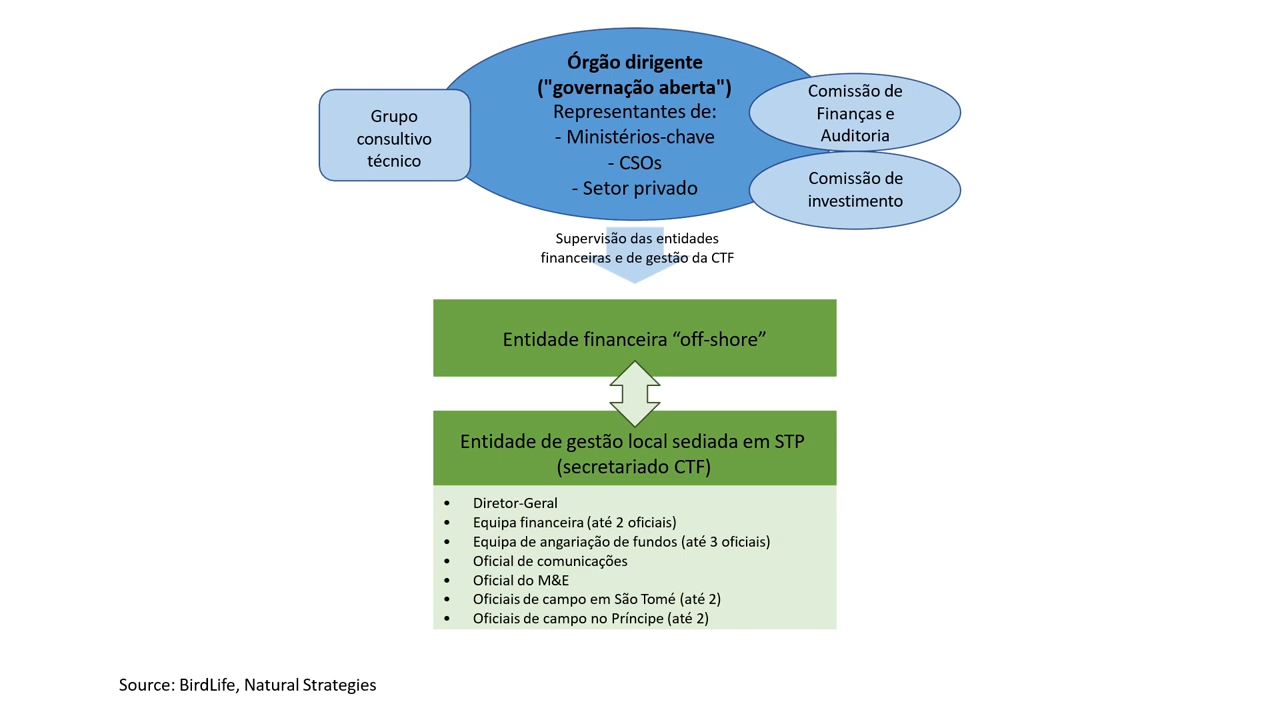 Órgão dirigente
("governação aberta")
Representantes de:
- Ministérios-chave
- CSOs
- Setor privado
Grupo
consultivo
técnico
Comissão de
Finanças e
Auditoria
Comissão de
investimento
Supervisão das entidades
financeiras e de gestão da CTF
Entidade financeira “off-shore”
Entidade de gestão local sediada em STP
(secretariado CTF)
• Diretor-Geral
• Equipa financeira (até 2 oficiais)
• Equipa de angariação de fundos (até 3 oficiais)
• Oficial de comunicações
• Oficial do M&E
• Oficiais de campo em São Tomé (até 2)
• Oficiais de campo no Príncipe (até 2)
Source: BirdLife, Natural Strategies